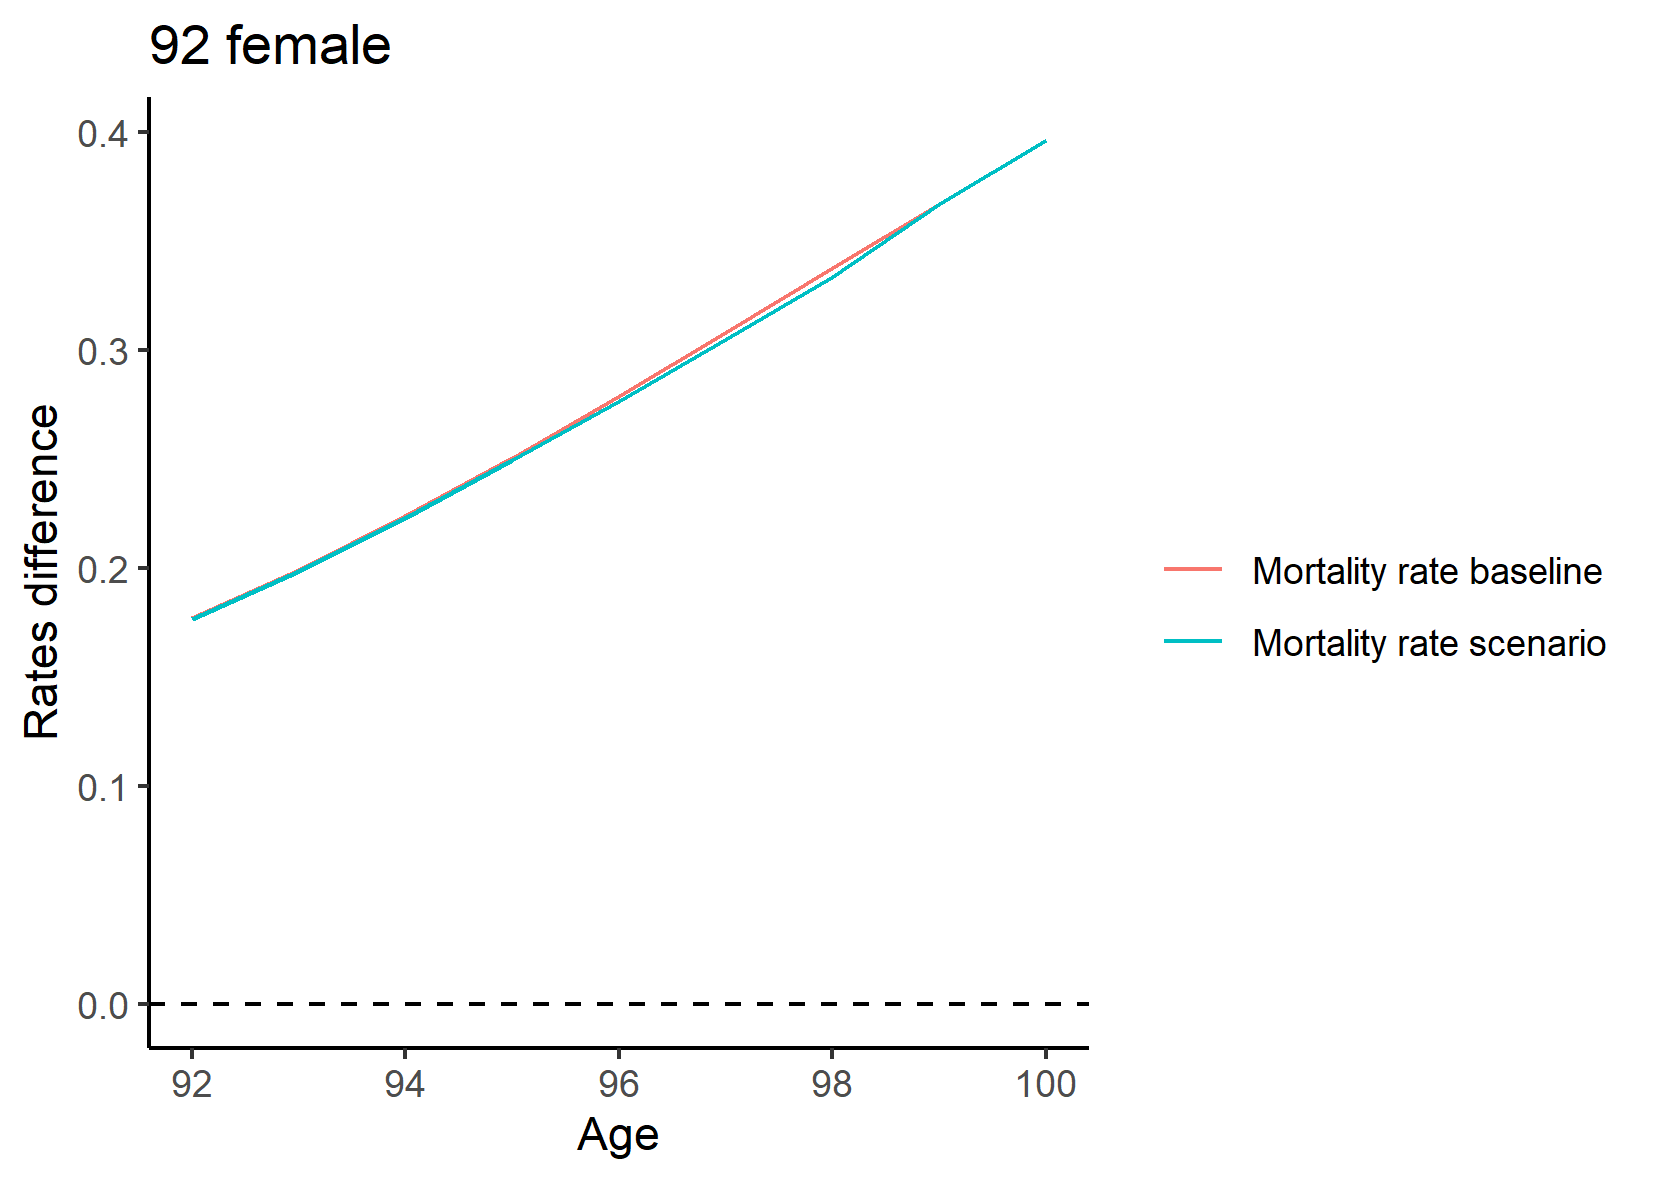 92 female
0.4
0.3
0.2
0.1
0.0
Rates difference
92 94 96 98 100
Age
Mortality rate baseline
Mortality rate scenario